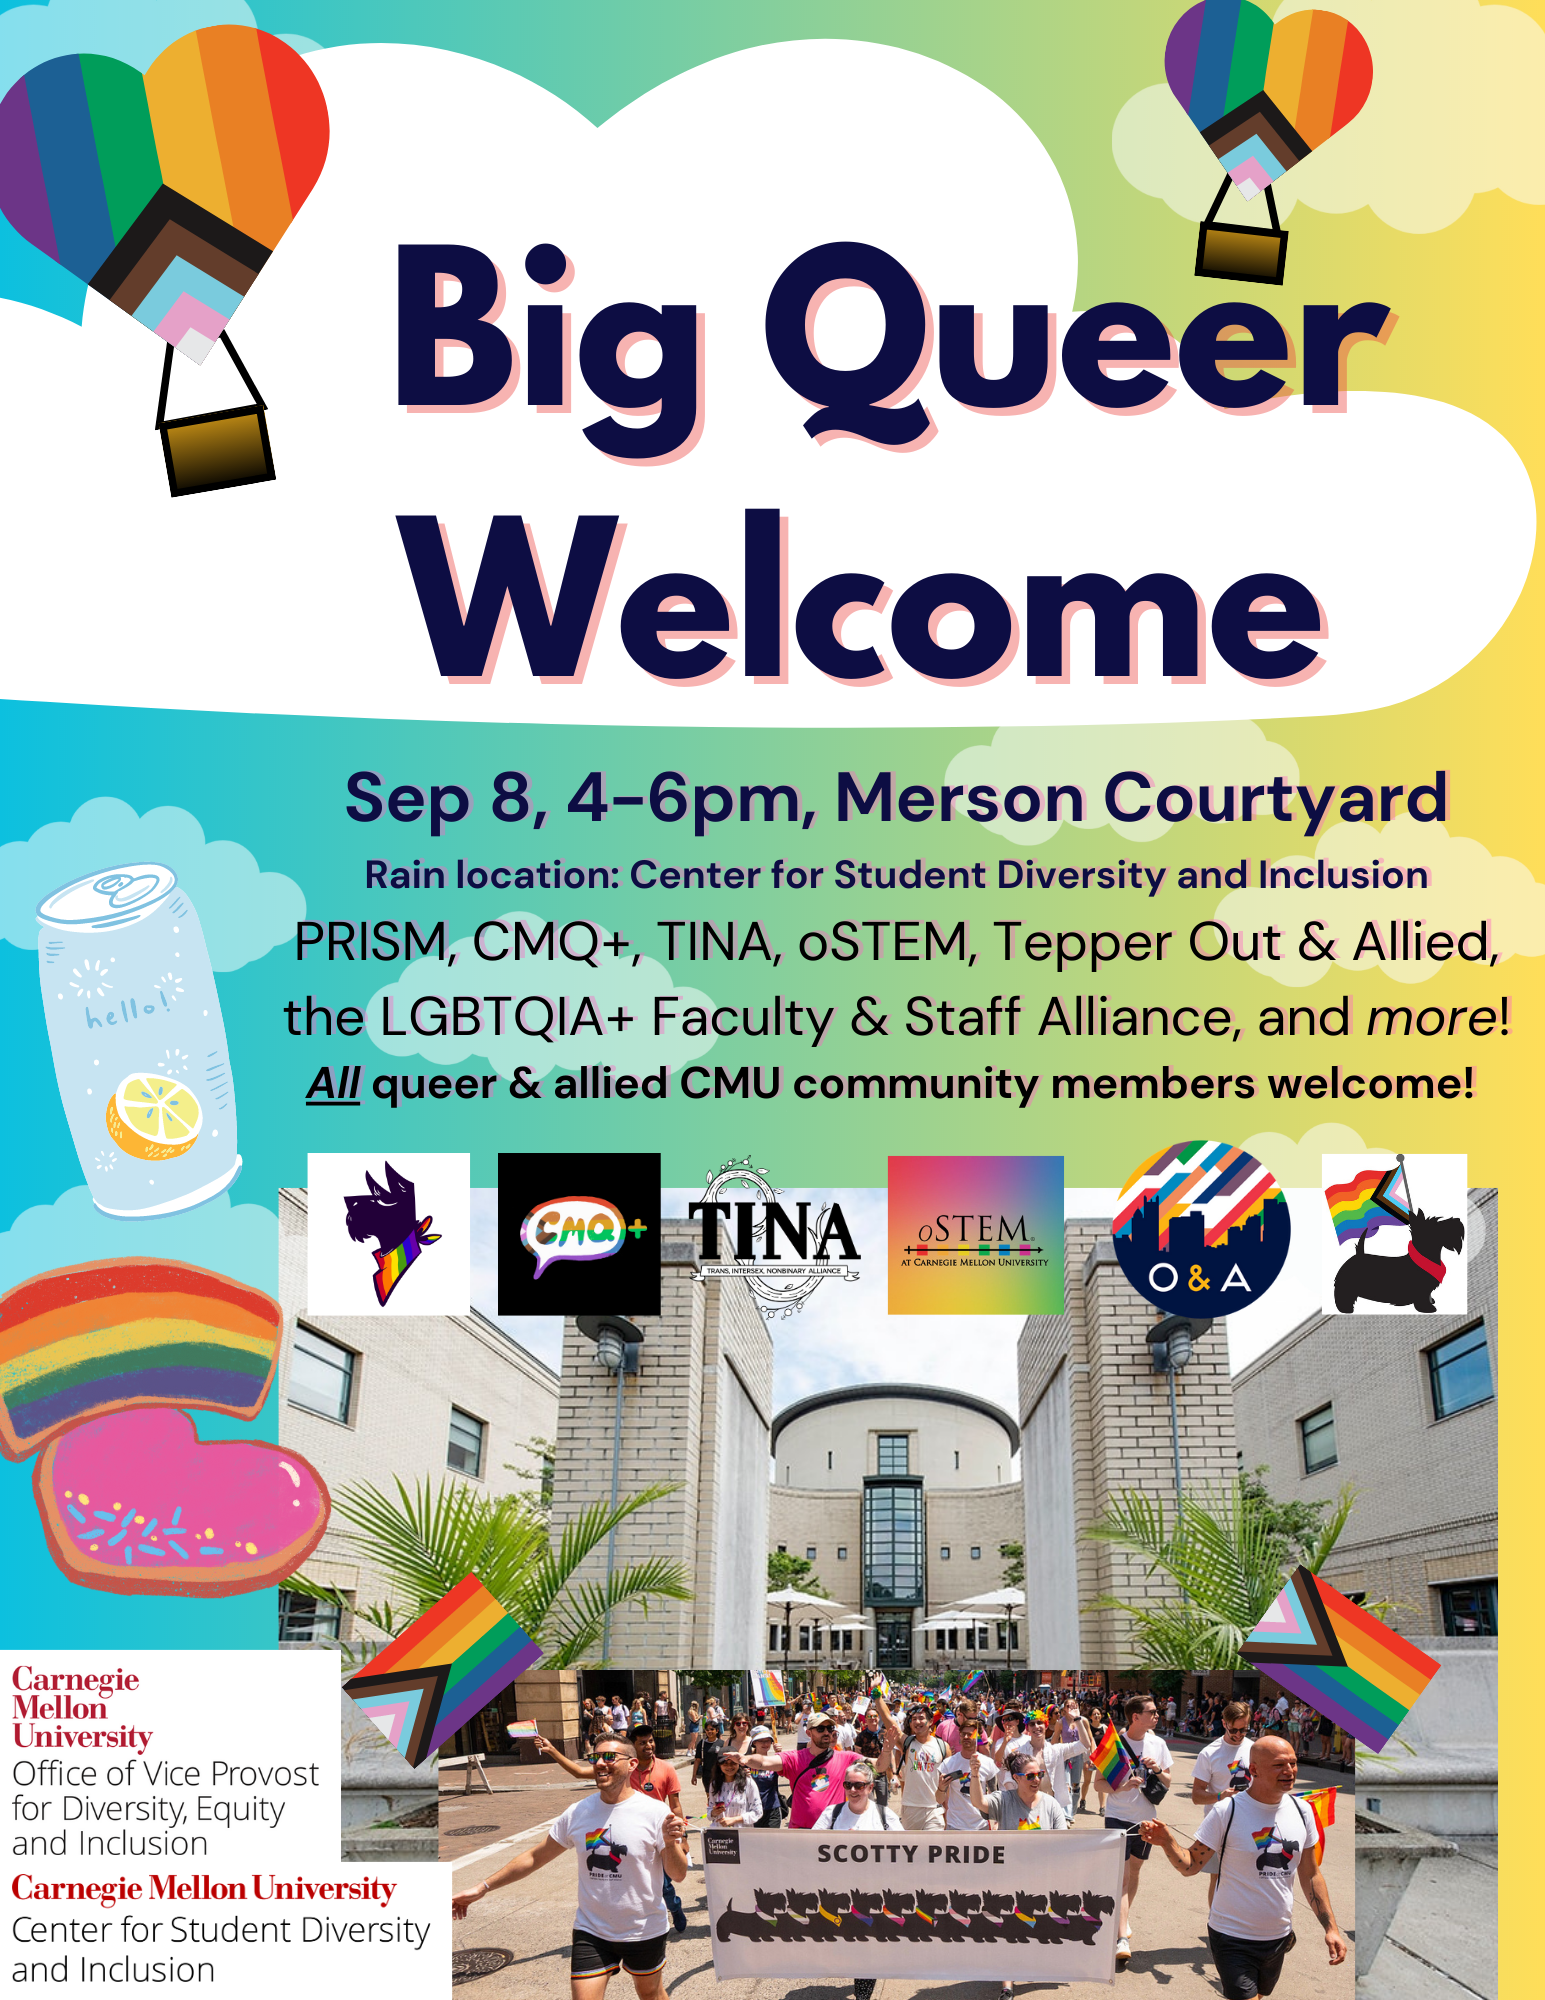 Big Queer
Welcome
Sep 8, 4-6pm, Merson Courtyard
Rain location: Center for Student Diversity and Inclusion
PRISM, CMQ+, TINA, oSTEM, Tepper Out & Allied,
the LGBTQIA+ Faculty & Staff Alliance, and more!
All queer & allied CMU community members welcome!
hello!
CMQ+
TINA
TRANS, INTERSEX, NONBINARY ALLIANCE
oSTEM
AT CARNEGIE MELLON UNIVERSITY
O & A
Carnegie
Mellon
University
Office of Vice Provost
for Diversity, Equity
and Inclusion
Carnegie Mellon University
Center for Student Diversity
and Inclusion
Carnegie
Mellon
University
SCOTTY PRIDE